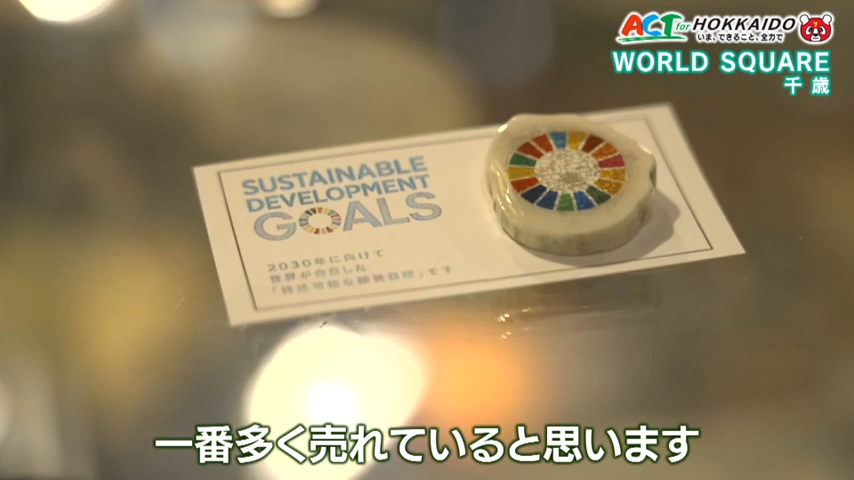 ACT for HOKKAIDO
いま、できること、全力で
WORLD SQUARE
千歳
SUSTAINABLE
DEVELOPMENT
GOALS
2030年に向けて
世界が合意した
「持続可能な開発目標」です
一番多く売れていると思います